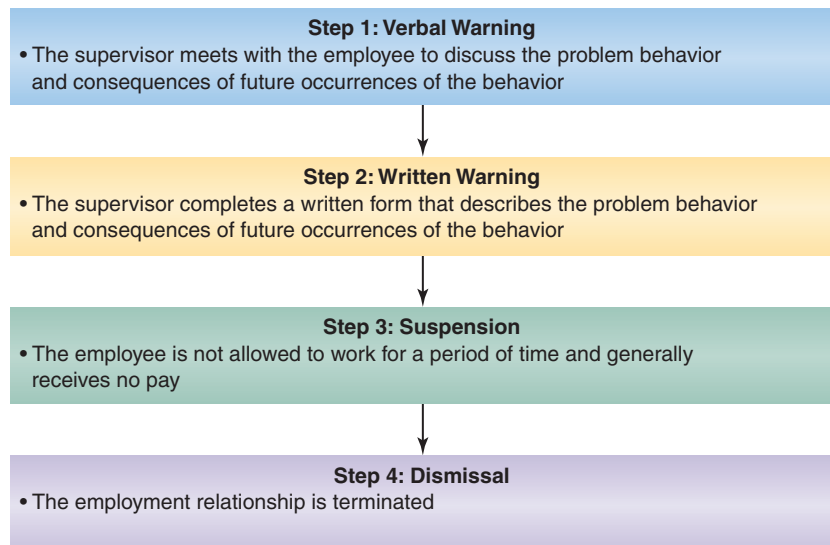 Step 1: Verbal Warning
• The supervisor meets with the employee to discuss the problem behavior
and consequences of future occurrences of the behavior
Step 2: Written Warning
• The supervisor completes a written form that describes the problem behavior
and consequences of future occurrences of the behavior
Step 3: Suspension
• The employee is not allowed to work for a period of time and generally
receives no pay
Step 4: Dismissal
• The employment relationship is terminated